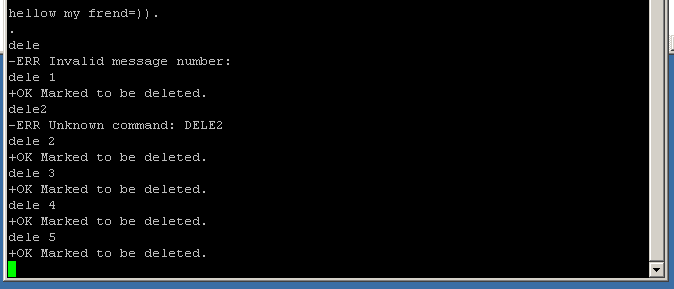 hellow my frend=)).
.
dele
-ERR Invalid message number:
dele 1
+OK Marked to be deleted.
dele2
-ERR Unknown command: DELE2
dele 2
+OK Marked to be deleted.
dele 3
+OK Marked to be deleted.
dele 4
+OK Marked to be deleted.
dele 5
+OK Marked to be deleted.